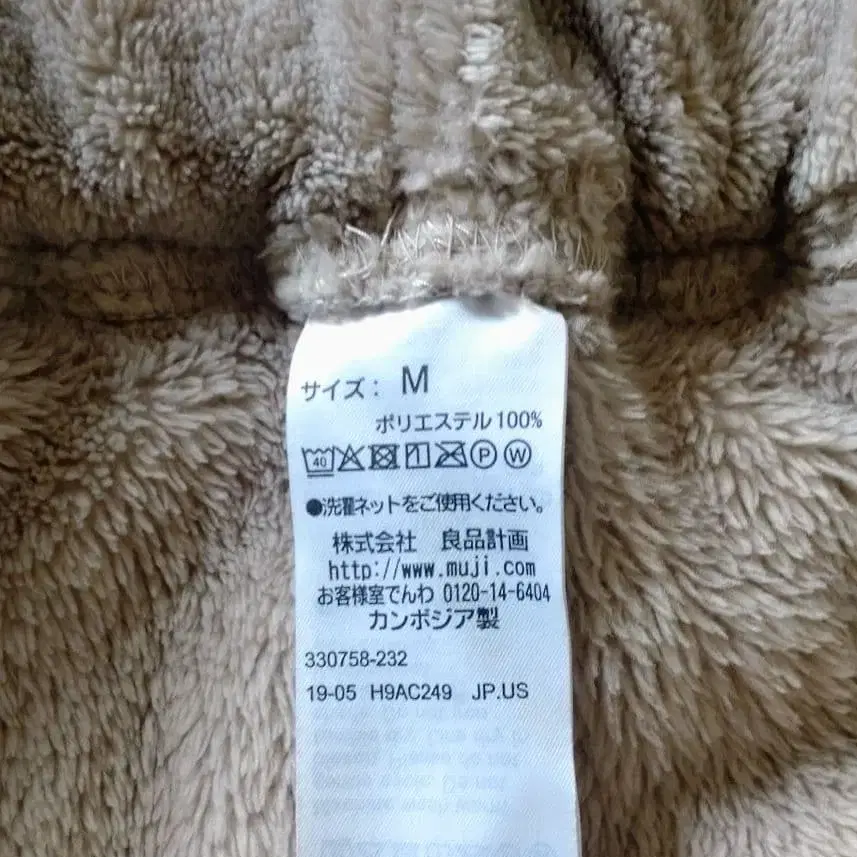 サイズ： M
ポリエステル100%
40 P W
●洗濯ネットをご使用ください。
株式会社 良品計画
http://www.muji.com
お客様室でんわ 0120-14-6404
カンボジア製
330758-232
19-05 H9AC249 JP.US